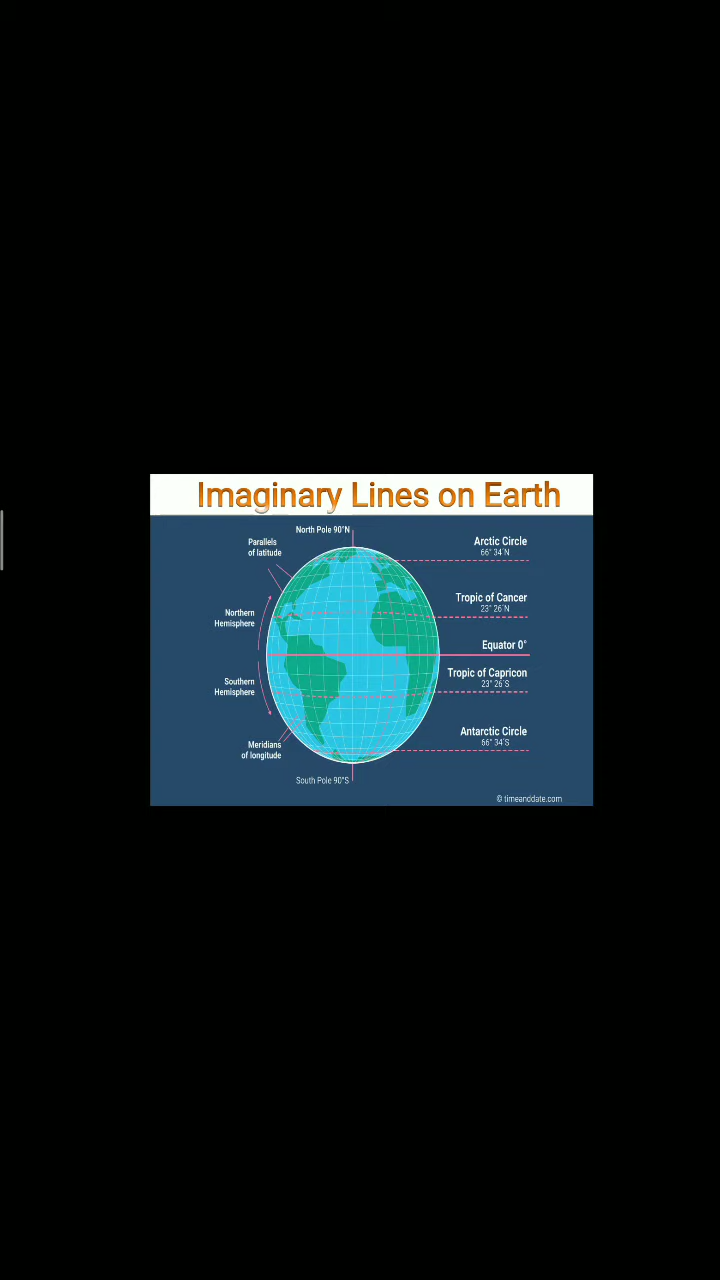 Imaginary Lines on Earth
North Pole 90°N
Parallels
of latitude
Arctic Circle
66° 34'N
Northern
Hemisphere
Tropic of Cancer
23° 26'N
Equator 0°
Southern
Hemisphere
Tropic of Capricon
23° 26'S
Meridians
of longitude
Antarctic Circle
66° 34'S
South Pole 90°S
© timeanddate.com